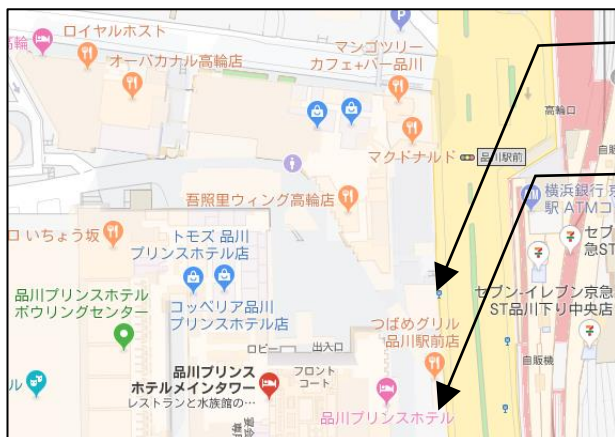 ロイヤルホスト
高輪
オーバカナル高輪店
マンゴツリー
カフェ+バー品川
高輪口
マクドナルド
品川駅前
自販
横浜銀行 京
駅 ATMコ
吾照里ウィング高輪店
ロ いちょう坂
トモズ 品川
プリンスホテル店
セブ
急ST
コッペリア品川
プリンスホテル店
品川プリンスホテル
ボウリングセンター
セブン-イレブン京急
ST品川下り中央店
つばめグリル
品川駅前店
ロビー
出入口
自販機
品川プリンス
ホテルメインタワー
レストランと水族館の…
フロント
コート
ル
品川プリンスホテル